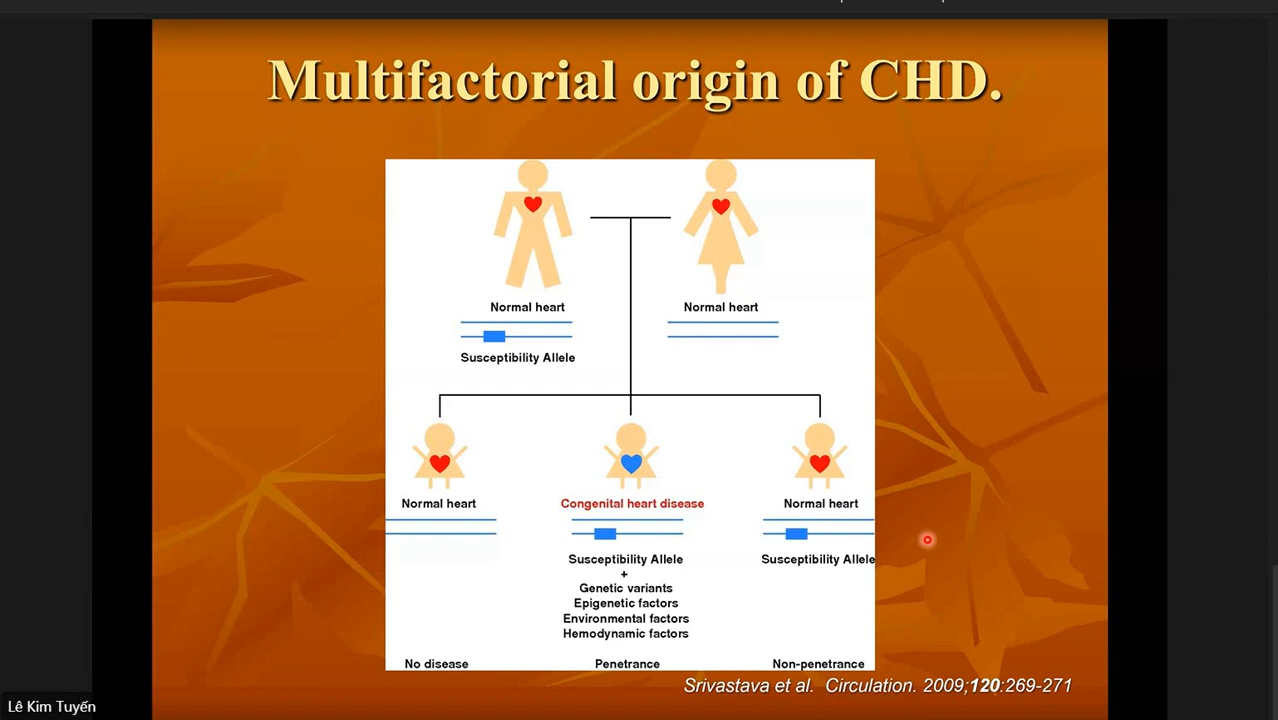 Multifactorial origin of CHD.
Normal heart
Normal heart
Susceptibility Allele
Normal heart
Congenital heart disease
Normal heart
Susceptibility Allele
Susceptibility Allele
+
Genetic variants
Epigenetic factors
Environmental factors
Hemodynamic factors
No disease
Penetrance
Non-penetrance
Srivastava et al.  Circulation. 2009;120:269-271
Lê Kim Tuyến